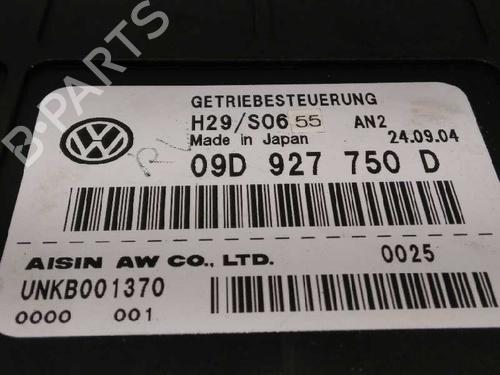 GETRIEBESTEUERUNG
H29/S06 55 AN2
Made in Japan 24.09.04
09D 927 750 D
AISIN AW CO., LTD. 0025
UNKB001370
0000 001